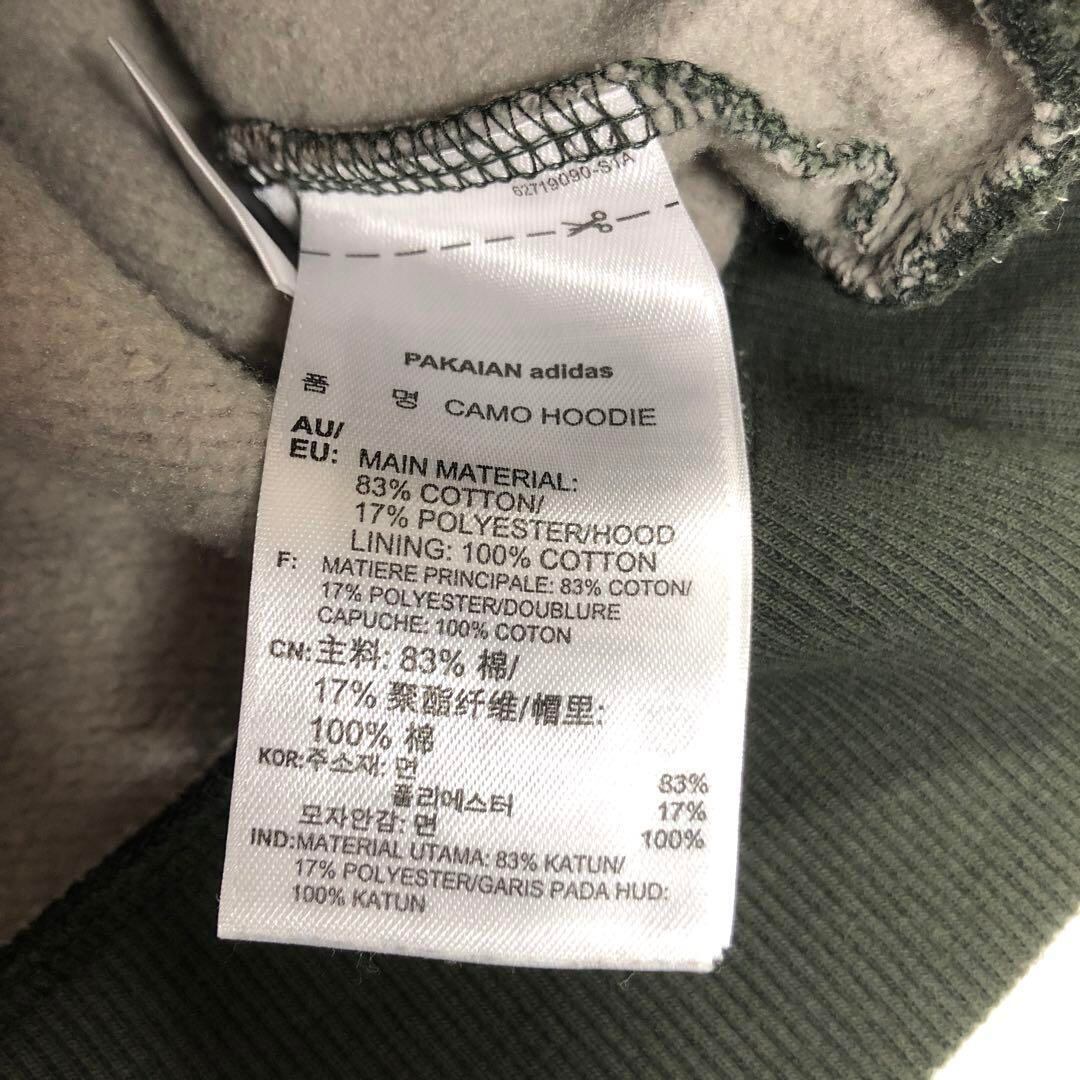 62719090-S1A
PAKAIAN adidas
품 명 CAMO HOODIE
AU/
EU: MAIN MATERIAL:
83% COTTON/
17% POLYESTER/HOOD
LINING: 100% COTTON
F: MATIERE PRINCIPALE: 83% COTON/
17% POLYESTER/DOUBLURE
CAPUCHE: 100% COTON
CN: 主料: 83% 棉/
17% 聚酯纤维/帽里:
100% 棉
KOR: 주소재: 면 83%
폴리에스터 17%
모자안감: 면 100%
IND: MATERIAL UTAMA: 83% KATUN/
17% POLYESTER/GARIS PADA HUD:
100% KATUN